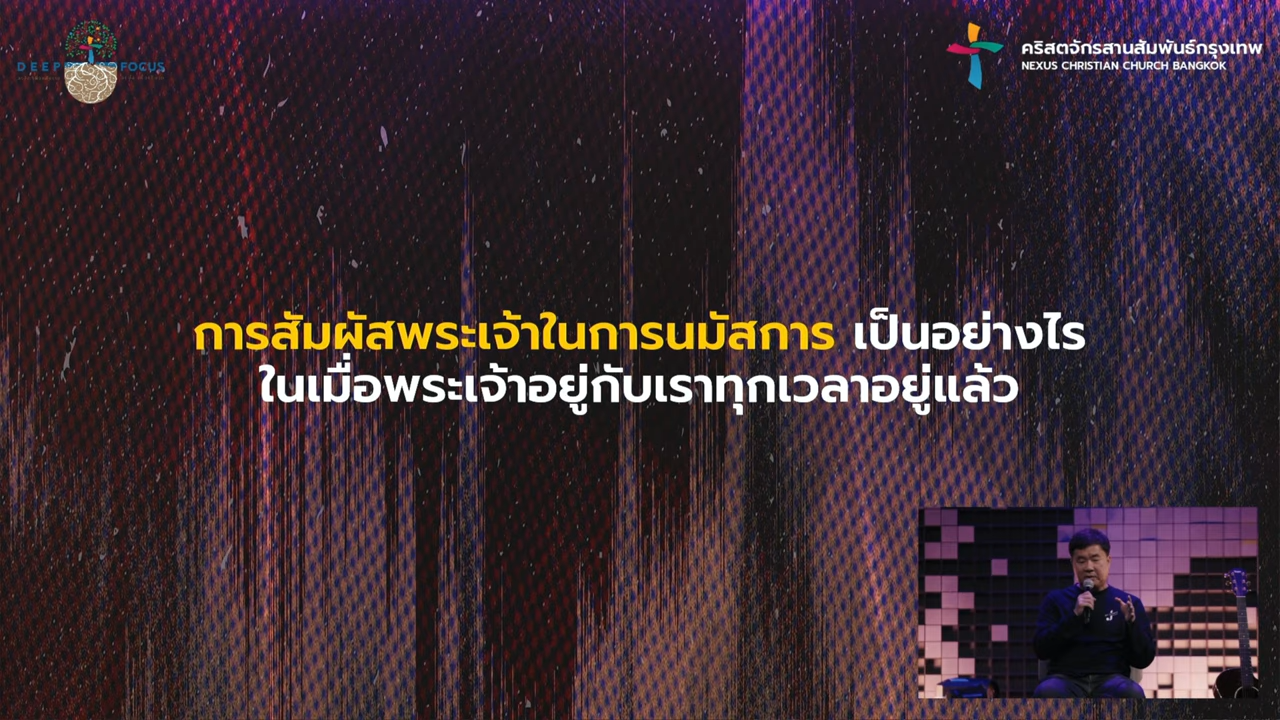 DEEP FOCUS
คริสตจักรสานสัมพันธ์กรุงเทพ
NEXUS CHRISTIAN CHURCH BANGKOK
การสัมผัสพระเจ้าในการนมัสการ เป็นอย่างไร
ในเมื่อพระเจ้าอยู่กับเราทุกเวลาอยู่แล้ว